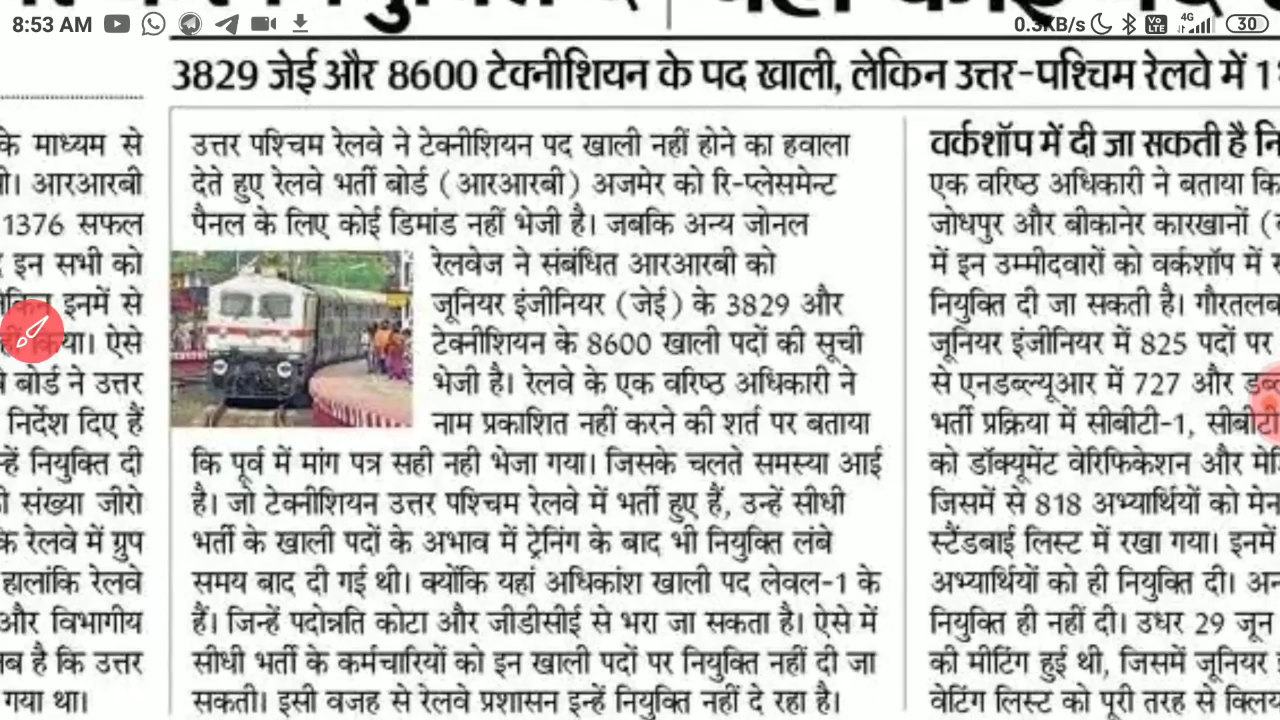 8:53 AM
0.3KB/s
Vo LTE
4G
30
3829 जेई और 8600 टेक्नीशियन के पद खाली, लेकिन उत्तर-पश्चिम रेलवे में
के माध्यम से
आरआरबी
1376 सफल
इन सभी को
इनमें से
किया। ऐसे
बोर्ड ने उत्तर
निर्देश दिए हैं
नियुक्ति दी
संख्या जीरो
के रेलवे में ग्रुप
हालांकि रेलवे
और विभागीय
है कि उत्तर
गया था।
उत्तर पश्चिम रेलवे ने टेक्नीशियन पद खाली नहीं होने का हवाला
देते हुए रेलवे भर्ती बोर्ड (आरआरबी) अजमेर को रि-प्लेसमेन्ट
पैनल के लिए कोई डिमांड नहीं भेजी है। जबकि अन्य जोनल
रेलवेज ने संबंधित आरआरबी को
जूनियर इंजीनियर (जेई) के 3829 और
टेक्नीशियन के 8600 खाली पदों की सूची
भेजी है। रेलवे के एक वरिष्ठ अधिकारी ने
नाम प्रकाशित नहीं करने की शर्त पर बताया
कि पूर्व में मांग पत्र सही नही भेजा गया। जिसके चलते समस्या आई
है। जो टेक्नीशियन उत्तर पश्चिम रेलवे में भर्ती हुए हैं, उन्हें सीधी
भर्ती के खाली पदों के अभाव में ट्रेनिंग के बाद भी नियुक्ति लंबे
समय बाद दी गई थी। क्योंकि यहां अधिकांश खाली पद लेवल-1 के
हैं। जिन्हें पदोन्नति कोटा और जीडीसीई से भरा जा सकता है। ऐसे में
सीधी भर्ती के कर्मचारियों को इन खाली पदों पर नियुक्ति नहीं दी जा
सकती। इसी वजह से रेलवे प्रशासन इन्हें नियुक्ति नहीं दे रहा है।
वर्कशॉप में दी जा सकती है
एक वरिष्ठ अधिकारी ने बताया कि
जोधपुर और बीकानेर कारखानों
में इन उम्मीदवारों को वर्कशॉप में
नियुक्ति दी जा सकती है। गौरतलब
जूनियर इंजीनियर में 825 पदों पर
से एनडब्ल्यूआर में 727 और
भर्ती प्रक्रिया में सीबीटी-1, सीबीटी
को डॉक्यूमेंट वेरिफिकेशन और
जिसमें से 818 अभ्यार्थियों को
स्टैंडबाई लिस्ट में रखा गया। इनमें
अभ्यार्थियों को ही नियुक्ति दी।
नियुक्ति ही नहीं दी। उधर 29 जून
की मीटिंग हुई थी, जिसमें जूनियर
वेटिंग लिस्ट को पूरी तरह से